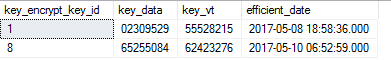 key_encrypt_key_id key_data key_vt efficient_date
1 02309529 55528215 2017-05-08 18:58:36.000
8 65255084 62423276 2017-05-10 06:52:59.000